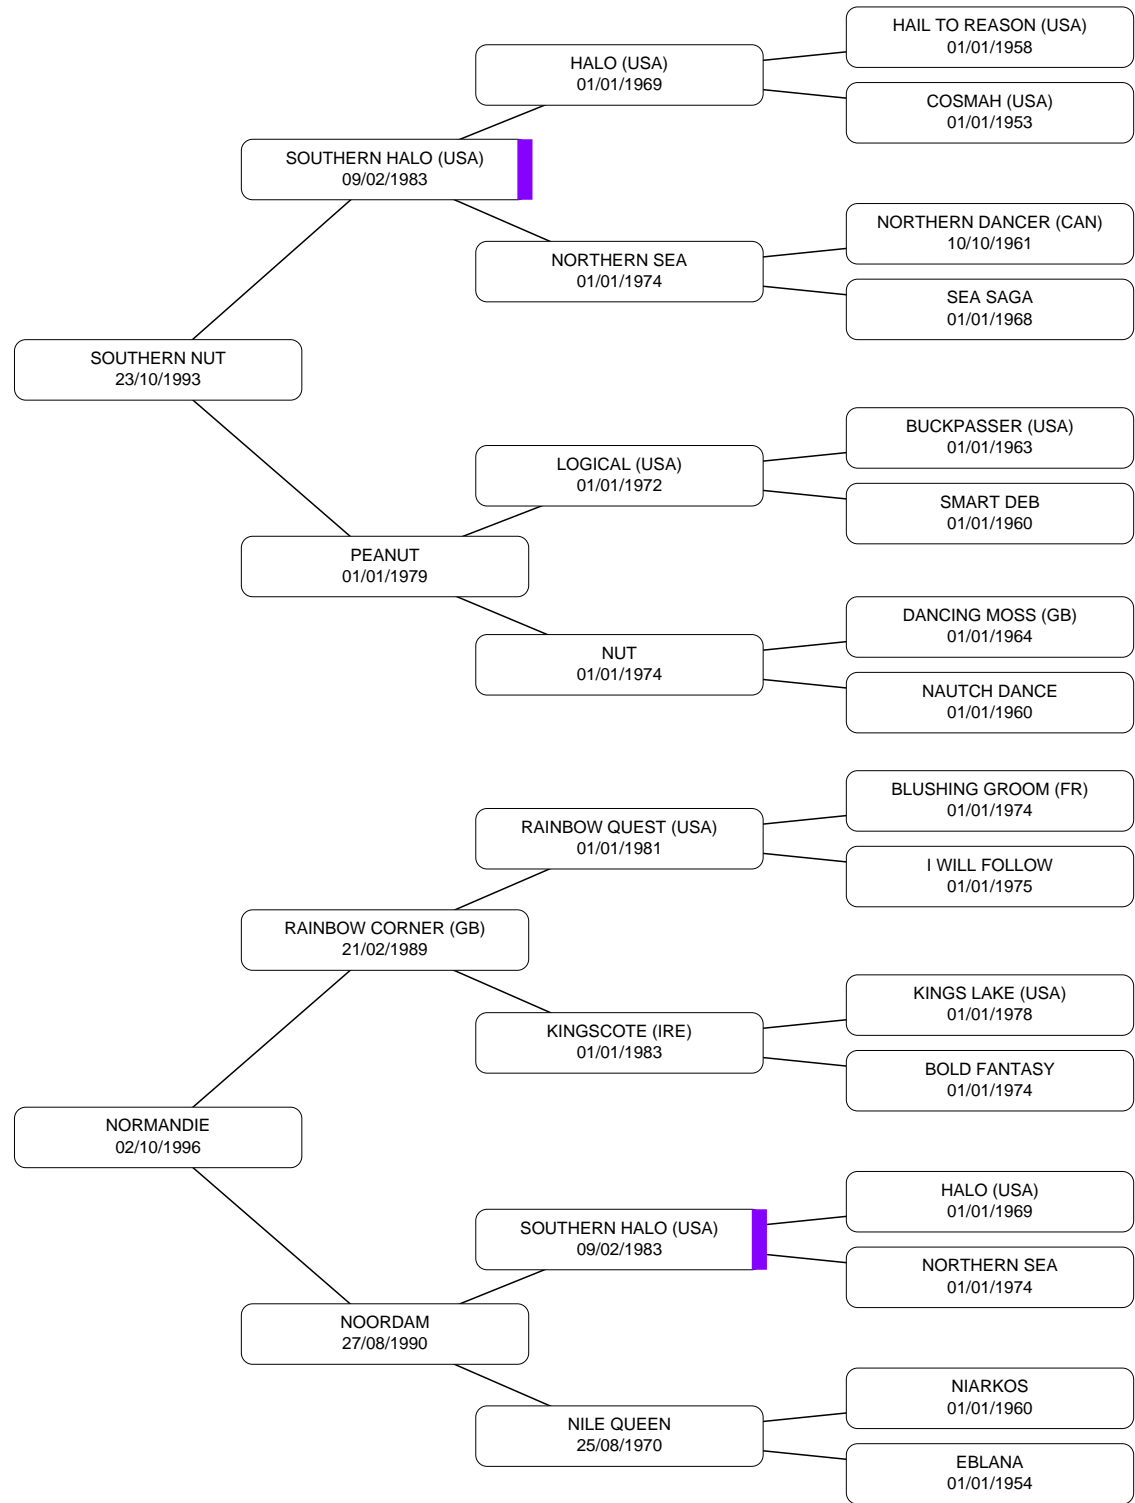 HAIL TO REASON (USA)
01/01/1958
HALO (USA)
01/01/1969
COSMAH (USA)
01/01/1953
SOUTHERN HALO (USA)
09/02/1983
NORTHERN DANCER (CAN)
10/10/1961
NORTHERN SEA
01/01/1974
SEA SAGA
01/01/1968
SOUTHERN NUT
23/10/1993
BUCKPASSER (USA)
01/01/1963
LOGICAL (USA)
01/01/1972
SMART DEB
01/01/1960
PEANUT
01/01/1979
DANCING MOSS (GB)
01/01/1964
NUT
01/01/1974
NAUTCH DANCE
01/01/1960
BLUSHING GROOM (FR)
01/01/1974
RAINBOW QUEST (USA)
01/01/1981
I WILL FOLLOW
01/01/1975
RAINBOW CORNER (GB)
21/02/1989
KINGS LAKE (USA)
01/01/1978
KINGSCOTE (IRE)
01/01/1983
BOLD FANTASY
01/01/1974
NORMANDIE
02/10/1996
HALO (USA)
01/01/1969
SOUTHERN HALO (USA)
09/02/1983
NORTHERN SEA
01/01/1974
NOORDAM
27/08/1990
NIARKOS
01/01/1960
NILE QUEEN
25/08/1970
EBLANA
01/01/1954